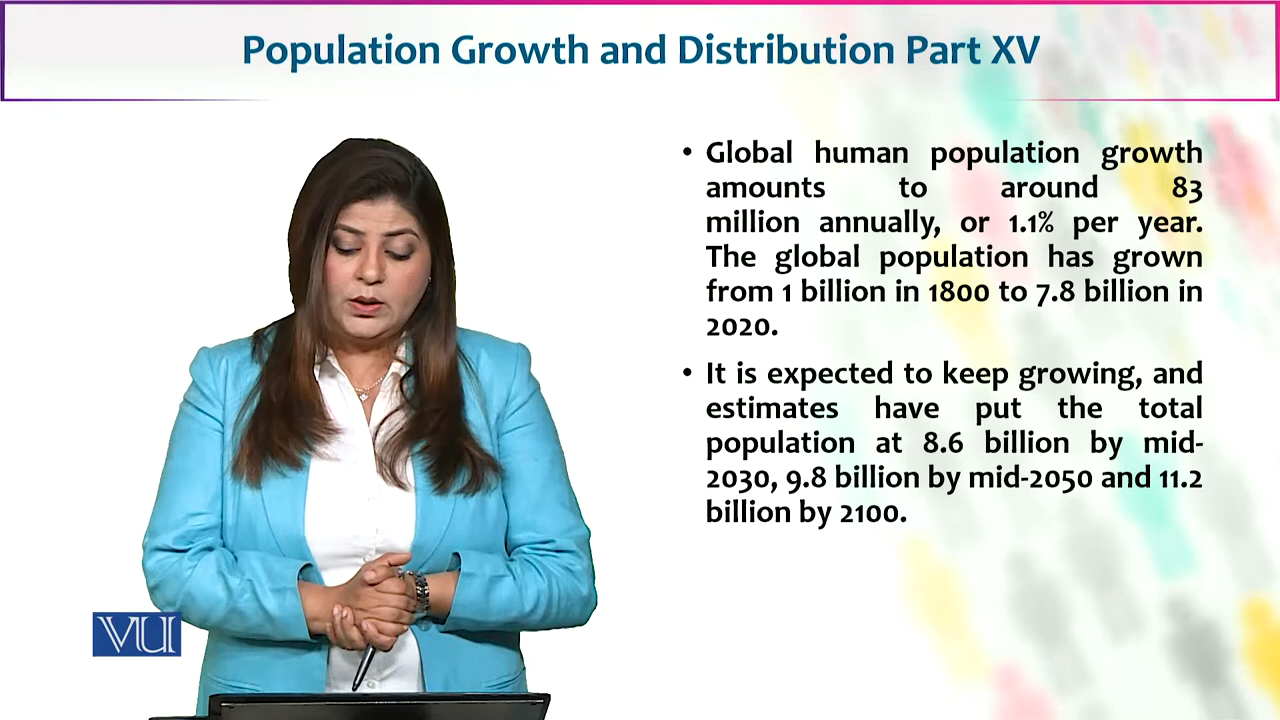 Population Growth and Distribution Part XV
• Global human population growth
amounts to around 83
million annually, or 1.1% per year.
The global population has grown
from 1 billion in 1800 to 7.8 billion in
2020.
• It is expected to keep growing, and
estimates have put the total
population at 8.6 billion by mid-
2030, 9.8 billion by mid-2050 and 11.2
billion by 2100.
VU